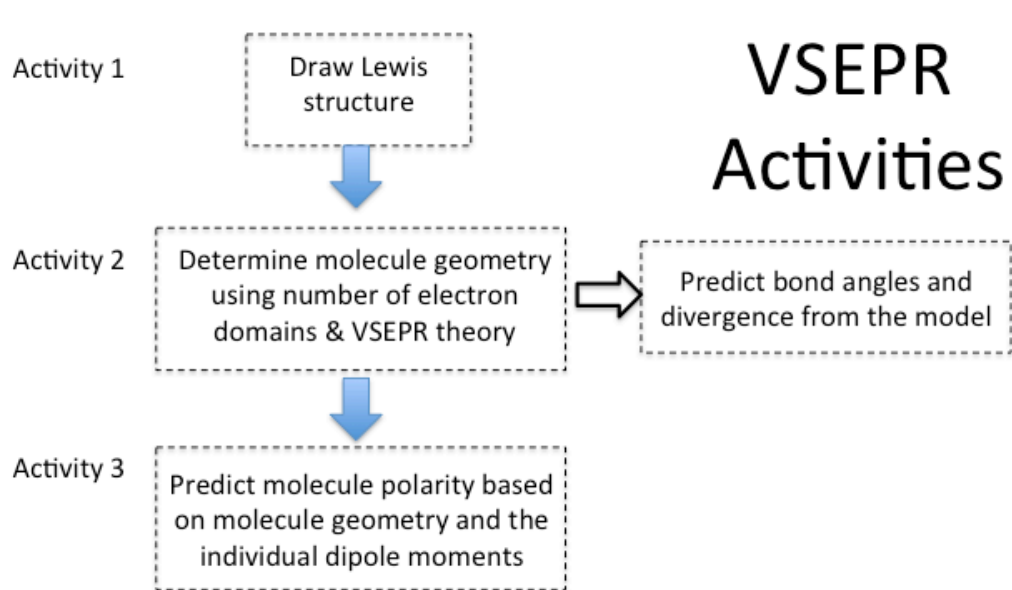 VSEPR
Activities
Activity 1
Draw Lewis
structure
Activity 2
Determine molecule geometry
using number of electron
domains & VSEPR theory
Predict bond angles and
divergence from the model
Activity 3
Predict molecule polarity based
on molecule geometry and the
individual dipole moments